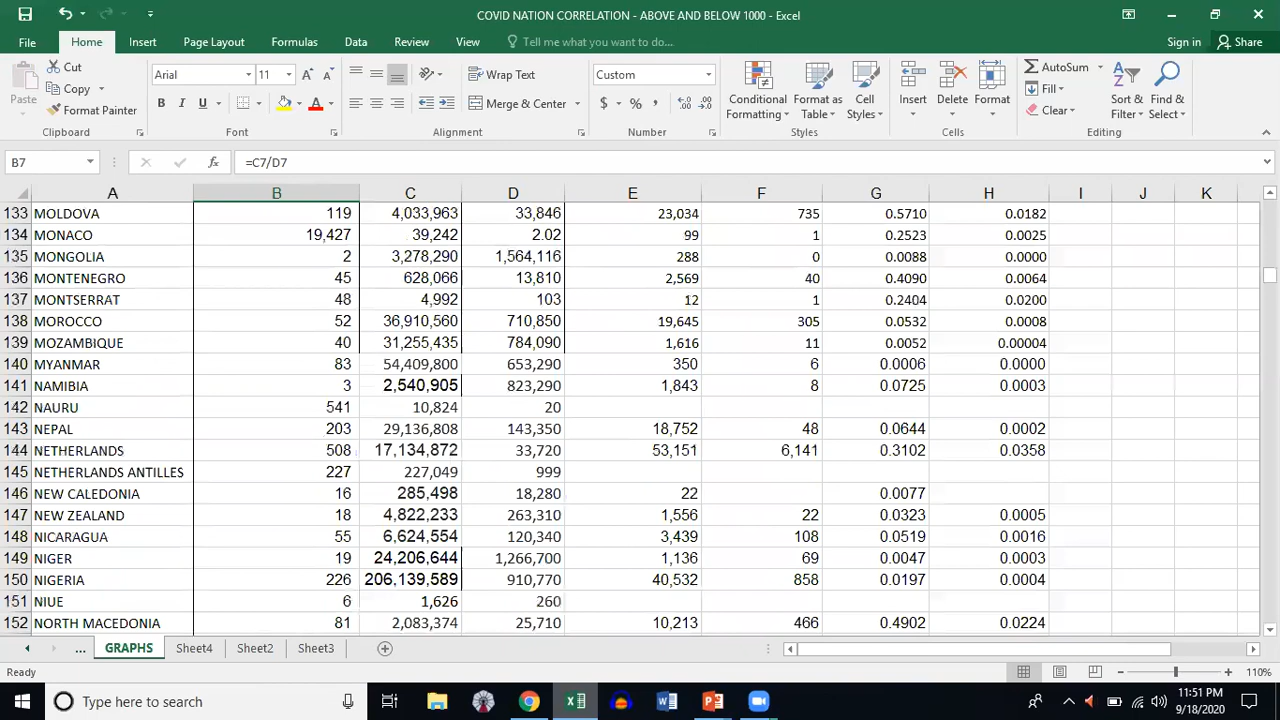 COVID NATION CORRELATION - ABOVE AND BELOW 1000 - Excel
File Home Insert Page Layout Formulas Data Review View Tell me what you want to do... Sign in Share
Paste Cut Copy Format Painter Clipboard
Arial 11 B I U A Font
Wrap Text Merge & Center Alignment
Custom $ % , Number
Conditional Formatting Format as Table Cell Styles Styles
Insert Delete Format Cells
AutoSum Fill Clear Sort & Filter Find & Select Editing
B7 fx =C7/D7
A B C D E F G H I J K
133 MOLDOVA 119 4,033,963 33,846 23,034 735 0.5710 0.0182
134 MONACO 19,427 39,242 2.02 99 1 0.2523 0.0025
135 MONGOLIA 2 3,278,290 1,564,116 288 0 0.0088 0.0000
136 MONTENEGRO 45 628,066 13,810 2,569 40 0.4090 0.0064
137 MONTSERRAT 48 4,992 103 12 1 0.2404 0.0200
138 MOROCCO 52 36,910,560 710,850 19,645 305 0.0532 0.0008
139 MOZAMBIQUE 40 31,255,435 784,090 1,616 11 0.0052 0.00004
140 MYANMAR 83 54,409,800 653,290 350 6 0.0006 0.0000
141 NAMIBIA 3 2,540,905 823,290 1,843 8 0.0725 0.0003
142 NAURU 541 10,824 20
143 NEPAL 203 29,136,808 143,350 18,752 48 0.0644 0.0002
144 NETHERLANDS 508 17,134,872 33,720 53,151 6,141 0.3102 0.0358
145 NETHERLANDS ANTILLES 227 227,049 999
146 NEW CALEDONIA 16 285,498 18,280 22 0.0077
147 NEW ZEALAND 18 4,822,233 263,310 1,556 22 0.0323 0.0005
148 NICARAGUA 55 6,624,554 120,340 3,439 108 0.0519 0.0016
149 NIGER 19 24,206,644 1,266,700 1,136 69 0.0047 0.0003
150 NIGERIA 226 206,139,589 910,770 40,532 858 0.0197 0.0004
151 NIUE 6 1,626 260
152 NORTH MACEDONIA 81 2,083,374 25,710 10,213 466 0.4902 0.0224
... GRAPHS Sheet4 Sheet2 Sheet3
Ready 110%
Type here to search 11:51 PM
9/18/2020